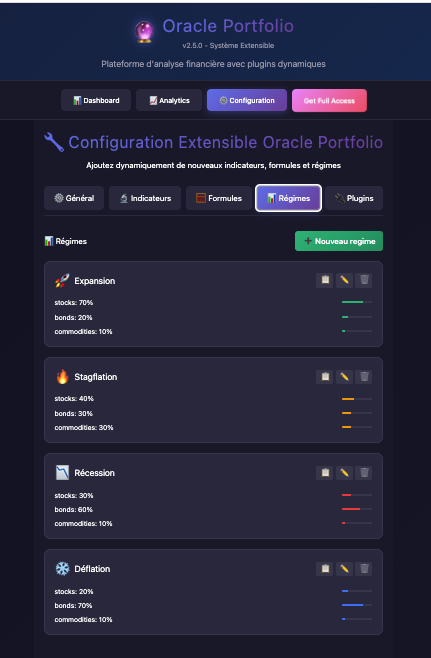 Oracle Portfolio
v2.5.0 - Système Extensible
Plateforme d'analyse financière avec plugins dynamiques
Dashboard Analytics Configuration Get Full Access
Configuration Extensible Oracle Portfolio
Ajoutez dynamiquement de nouveaux indicateurs, formules et régimes
Général Indicateurs Formules Régimes Plugins
Régimes + Nouveau regime
Expansion
stocks: 70%
bonds: 20%
commodities: 10%
Stagflation
stocks: 40%
bonds: 30%
commodities: 30%
Récession
stocks: 30%
bonds: 60%
commodities: 10%
Déflation
stocks: 20%
bonds: 70%
commodities: 10%